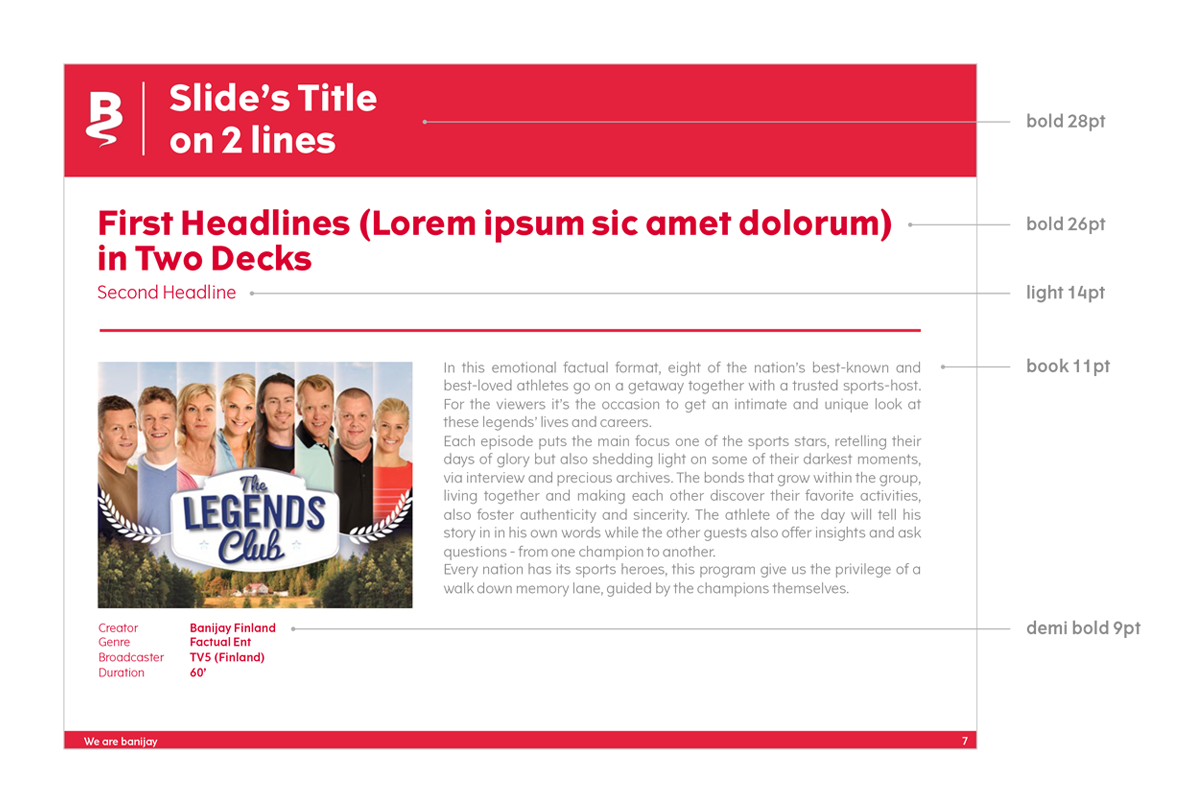 B
Slide's Title
on 2 lines
bold 28pt
First Headlines (Lorem ipsum sic amet dolorum)
in Two Decks
bold 26pt
Second Headline
light 14pt
In this emotional factual format, eight of the nation's best-known and
best-loved athletes go on a getaway together with a trusted sports-host.
For the viewers it's the occasion to get an intimate and unique look at
these legends' lives and careers.
Each episode puts the main focus one of the sports stars, retelling their
days of glory but also shedding light on some of their darkest moments,
via interview and precious archives. The bonds that grow within the group,
living together and making each other discover their favorite activities,
also foster authenticity and sincerity. The athlete of the day will tell his
story in in his own words while the other guests also offer insights and ask
questions - from one champion to another.
Every nation has its sports heroes, this program give us the privilege of a
walk down memory lane, guided by the champions themselves.
book 11pt
The
LEGENDS
Club
Creator Banijay Finland
Genre Factual Ent
Broadcaster TV5 (Finland)
Duration 60'
demi bold 9pt
We are banijay
7